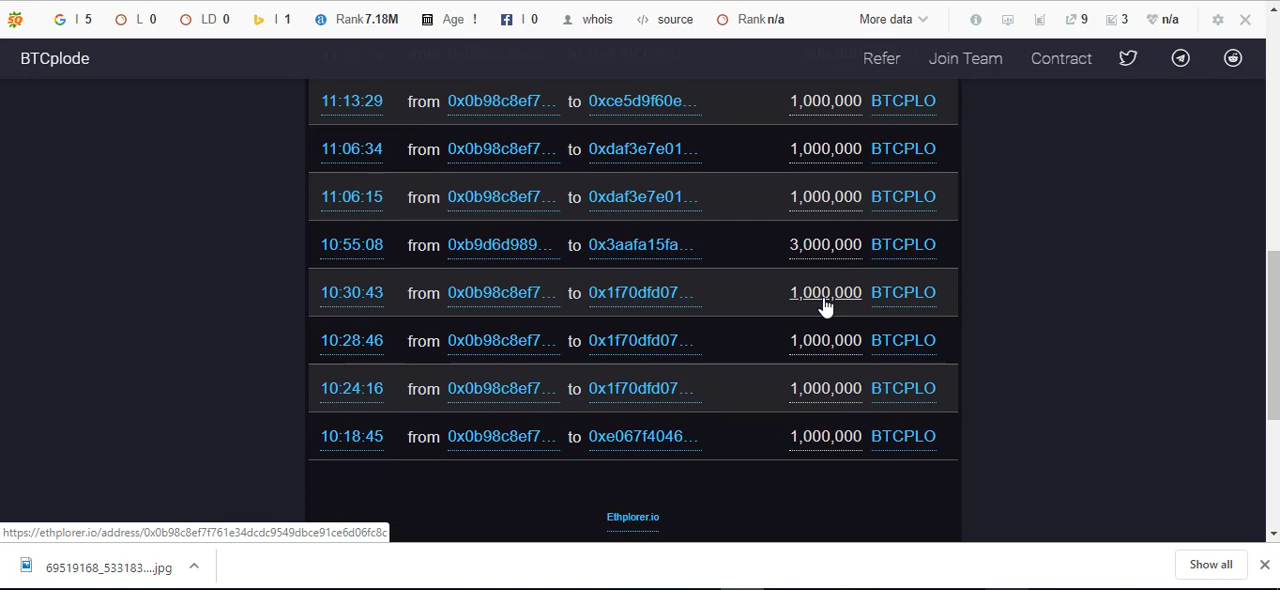 I 5 L 0 LD 0 I 1 Rank 7.18M Age ! I 0 whois source Rank n/a More data 9 3 n/a
BTCplode Refer Join Team Contract
11:13:29 from 0x0b98c8ef7... to 0xce5d9f60e... 1,000,000 BTCPLO
11:06:34 from 0x0b98c8ef7... to 0xdaf3e7e01... 1,000,000 BTCPLO
11:06:15 from 0x0b98c8ef7... to 0xdaf3e7e01... 1,000,000 BTCPLO
10:55:08 from 0xb9d6d989... to 0x3aafa15fa... 3,000,000 BTCPLO
10:30:43 from 0x0b98c8ef7... to 0x1f70dfd07... 1,000,000 BTCPLO
10:28:46 from 0x0b98c8ef7... to 0x1f70dfd07... 1,000,000 BTCPLO
10:24:16 from 0x0b98c8ef7... to 0x1f70dfd07... 1,000,000 BTCPLO
10:18:45 from 0x0b98c8ef7... to 0xe067f4046... 1,000,000 BTCPLO
Ethplorer.io
https://ethplorer.io/address/0x0b98c8ef7f761e34dcdc9549dbce91ce6d06fc8c
69519168_533183....jpg Show all